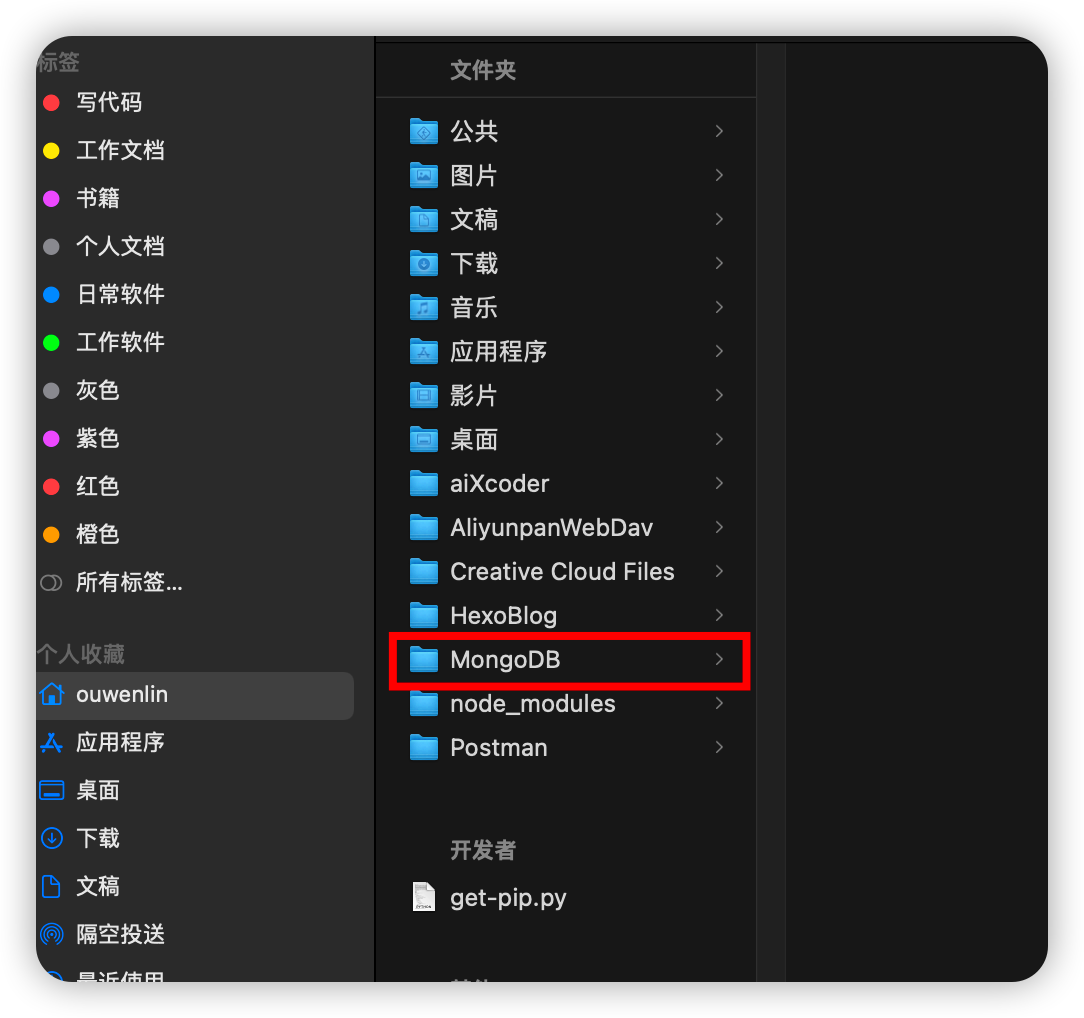 标签
写代码
工作文档
书籍
个人文档
日常软件
工作软件
灰色
紫色
红色
橙色
所有标签...
个人收藏
ouwenlin
应用程序
桌面
下载
文稿
隔空投送
最近使用
文件夹
公共
图片
文稿
下载
音乐
应用程序
影片
桌面
aiXcoder
AliyunpanWebDav
Creative Cloud Files
HexoBlog
MongoDB
node_modules
Postman
开发者
get-pip.py